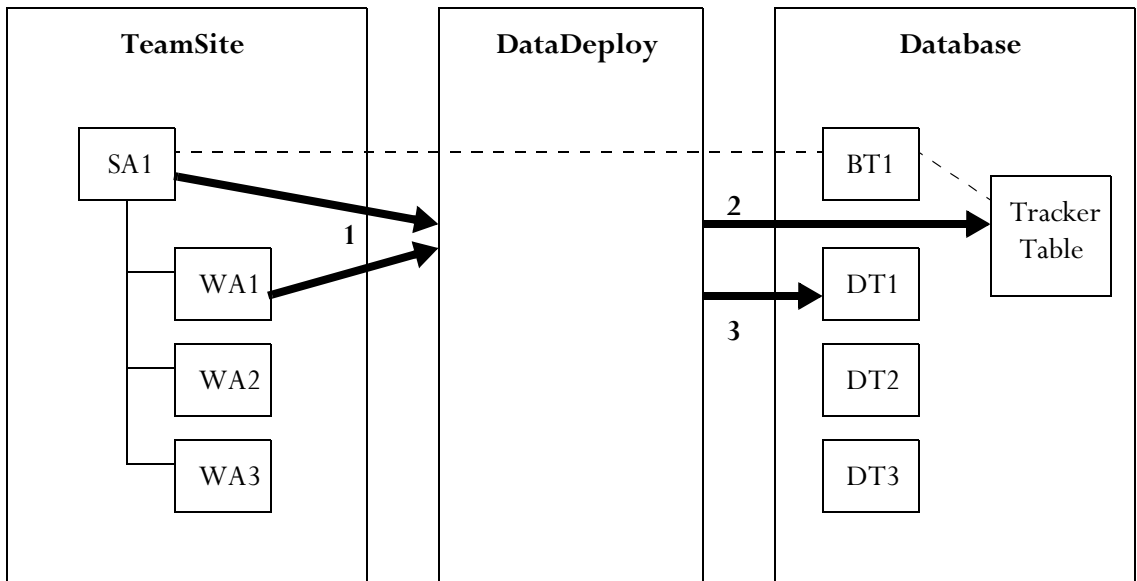 TeamSite
DataDeploy
Database
SA1
BT1
1
2
Tracker
Table
WA1
DT1
3
WA2
DT2
WA3
DT3